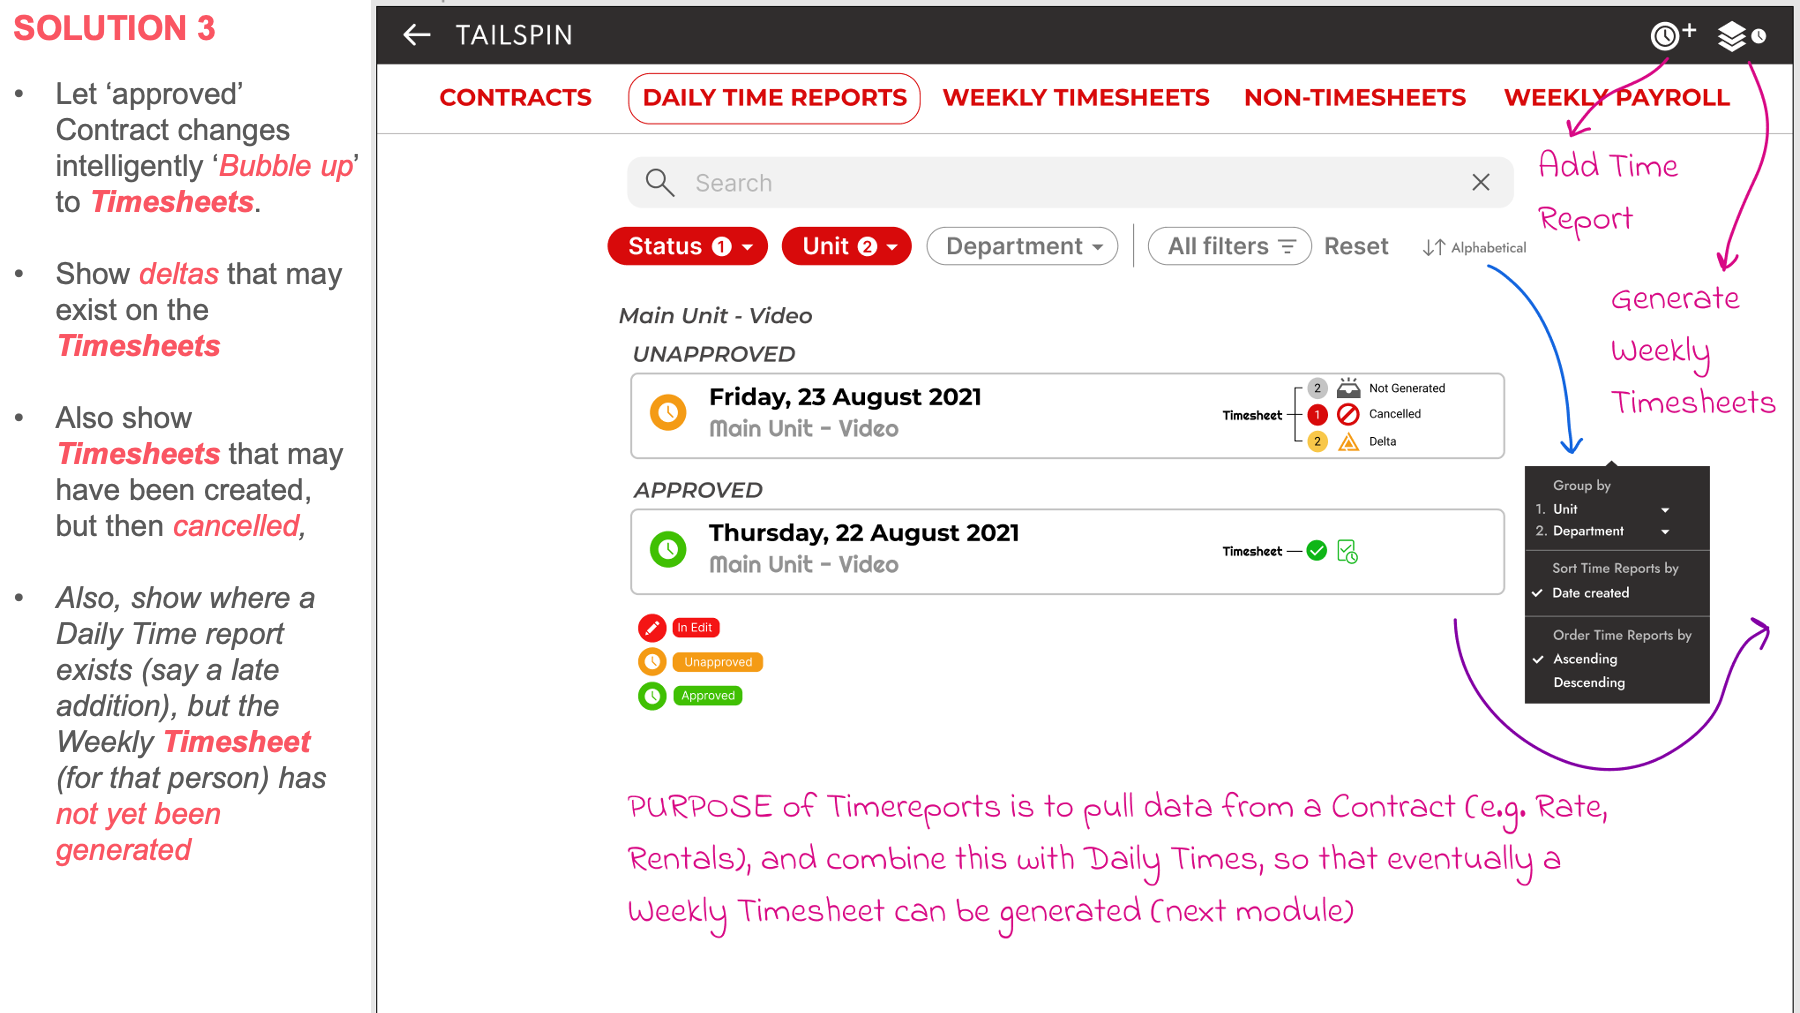 SOLUTION 3
• Let ‘approved’
Contract changes
intelligently ‘Bubble up’
to Timesheets.
• Show deltas that may
exist on the
Timesheets
• Also show
Timesheets that may
have been created,
but then cancelled,
• Also, show where a
Daily Time report
exists (say a late
addition), but the
Weekly Timesheet
(for that person) has
not yet been
generated
TAILSPIN
CONTRACTS DAILY TIME REPORTS WEEKLY TIMESHEETS NON-TIMESHEETS WEEKLY PAYROLL
Search
Add Time
Report
Status 1 Unit 2 Department All filters Reset Alphabetical
Generate
Weekly
Timesheets
Main Unit - Video
UNAPPROVED
Friday, 23 August 2021
Main Unit - Video
Timesheet
2 Not Generated
1 Cancelled
2 Delta
APPROVED
Thursday, 22 August 2021
Main Unit - Video
Timesheet
In Edit
Unapproved
Approved
Group by
1. Unit
2. Department
Sort Time Reports by
Date created
Order Time Reports by
Ascending
Descending
PURPOSE of Timereports is to pull data from a Contract (e.g. Rate,
Rentals), and combine this with Daily Times, so that eventually a
Weekly Timesheet can be generated (next module)